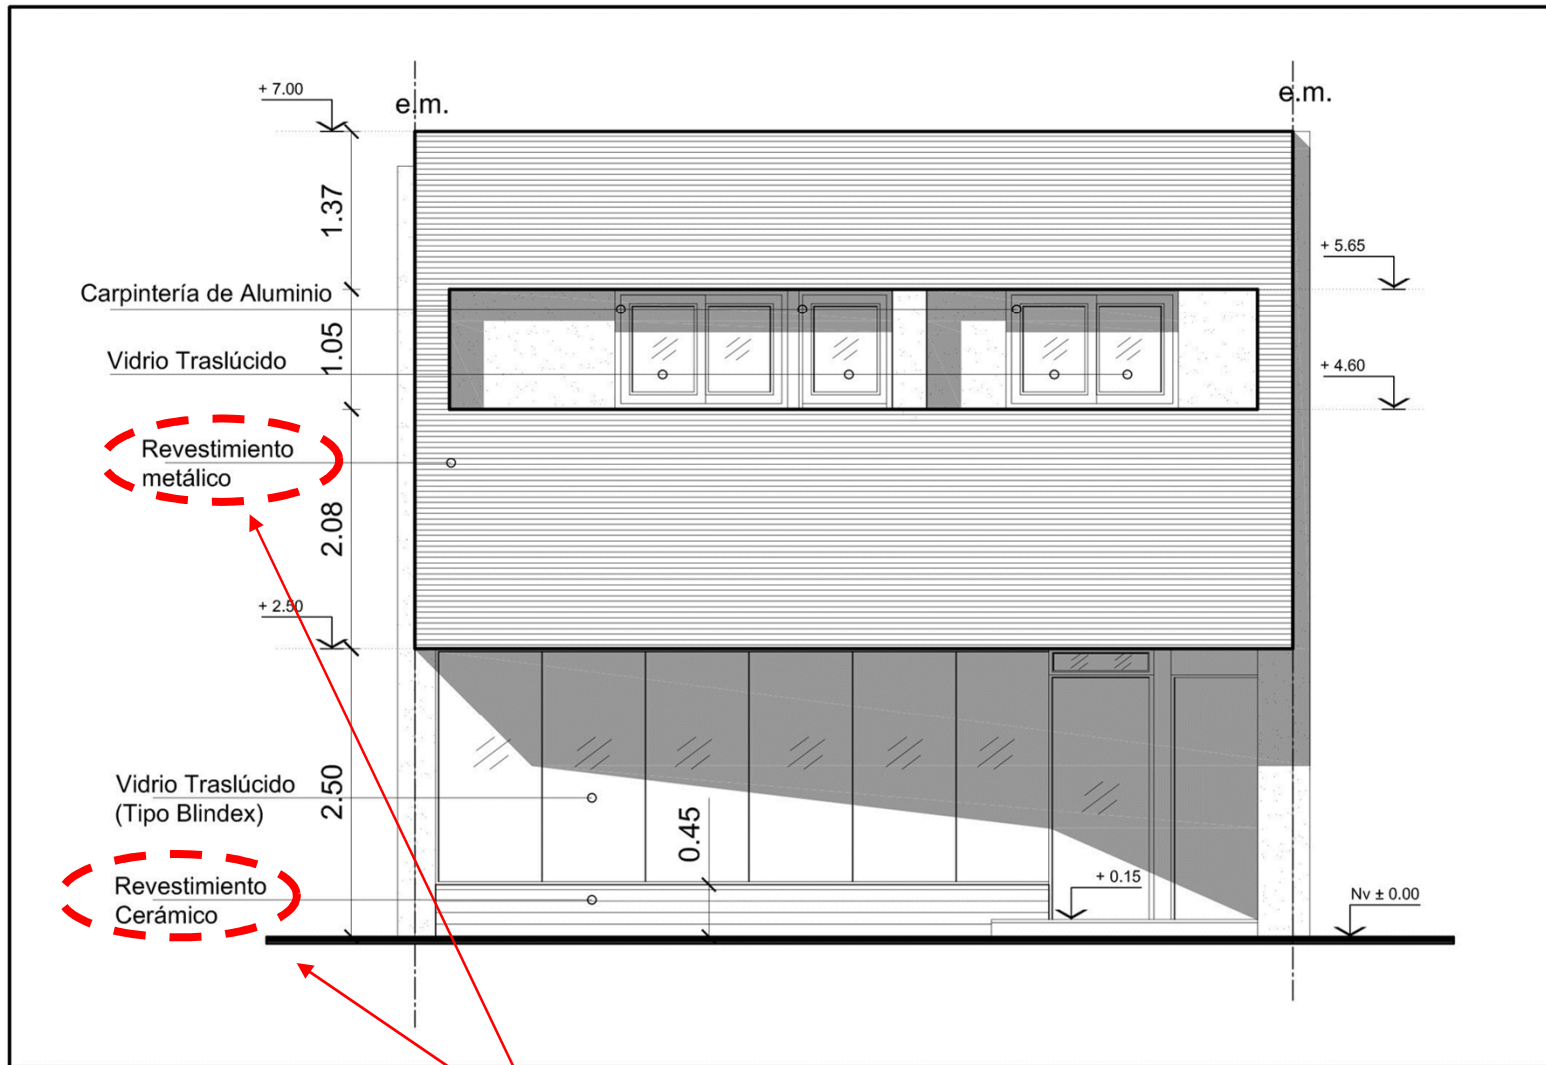 + 7.00
e.m.
e.m.
1.37
+ 5.65
Carpintería de Aluminio
1.05
Vidrio Traslúcido
+ 4.60
Revestimiento
metálico
2.08
+ 2.50
Vidrio Traslúcido
(Tipo Blindex)
2.50
0.45
Revestimiento
Cerámico
+ 0.15
Nv ± 0.00